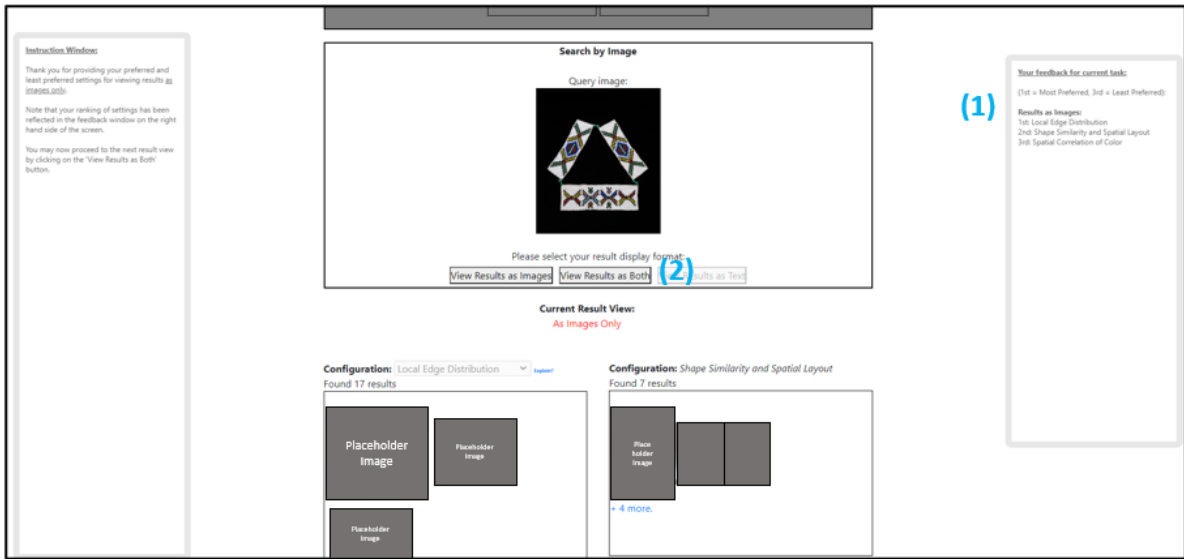 Instruction Window:
Thank you for providing your preferred and
least preferred settings for viewing results as
images only.
Note that your ranking of settings has been
reflected in the feedback window on the right
hand side of the screen.
You may now proceed to the next result view
by clicking on the 'View Results as Both'
button.
Search by Image
Query image:
Please select your result display format:
View Results as Images
View Results as Both
(2)
Results as Text
Current Result View:
As Images Only
Configuration: Local Edge Distribution
Explain?
Found 17 results
Placeholder
Image
Placeholder
Image
Placeholder
Image
Configuration: Shape Similarity and Spatial Layout
Found 7 results
Place
holder
Image
+ 4 more.
(1)
Your feedback for current task:
(1st = Most Preferred, 3rd = Least Preferred):
Results as Images:
1st: Local Edge Distribution
2nd: Shape Similarity and Spatial Layout
3rd: Spatial Correlation of Color